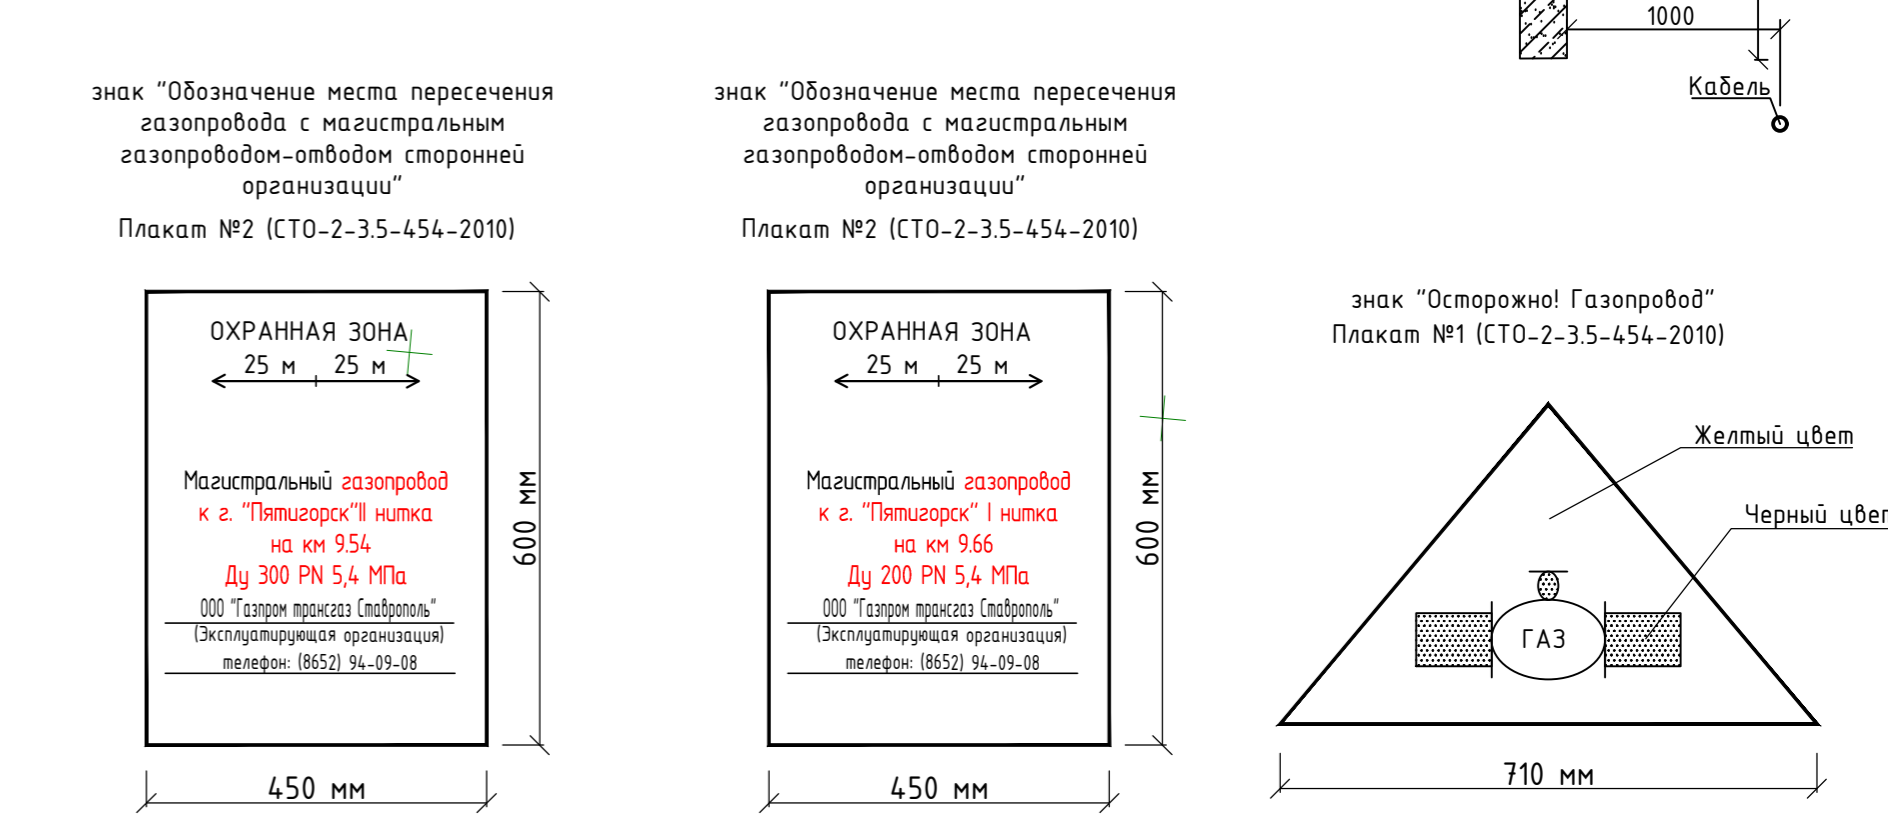 1000
Кабель
знак "Обозначение места пересечения
газопровода с магистральным
газопроводом-отводом сторонней
организации"
Плакат №2 (СТО-2-3.5-454-2010)
ОХРАННАЯ ЗОНА
25 м 25 м
Магистральный газопровод
к г. "Пятигорск"II нитка
на км 9.54
Ду 300 PN 5,4 МПа
ООО "Газпром трансгаз Ставрополь"
(Эксплуатирующая организация)
телефон: (8652) 94-09-08
600 мм
450 мм
знак "Обозначение места пересечения
газопровода с магистральным
газопроводом-отводом сторонней
организации"
Плакат №2 (СТО-2-3.5-454-2010)
ОХРАННАЯ ЗОНА
25 м 25 м
Магистральный газопровод
к г. "Пятигорск" I нитка
на км 9.66
Ду 200 PN 5,4 МПа
ООО "Газпром трансгаз Ставрополь"
(Эксплуатирующая организация)
телефон: (8652) 94-09-08
600 мм
450 мм
знак "Осторожно! Газопровод"
Плакат №1 (СТО-2-3.5-454-2010)
Желтый цвет
Черный цвет
ГАЗ
710 мм